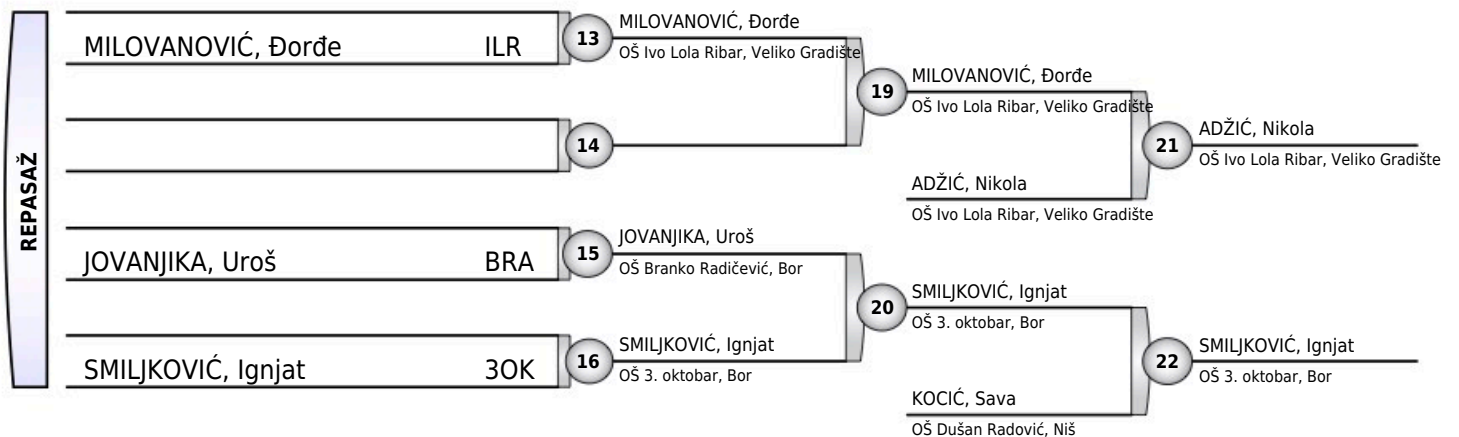 REPASAŽ
MILOVANOVIĆ, Đorđe ILR
13
MILOVANOVIĆ, Đorđe
OŠ Ivo Lola Ribar, Veliko Gradište
19
MILOVANOVIĆ, Đorđe
OŠ Ivo Lola Ribar, Veliko Gradište
14
21
ADŽIĆ, Nikola
OŠ Ivo Lola Ribar, Veliko Gradište
ADŽIĆ, Nikola
OŠ Ivo Lola Ribar, Veliko Gradište
JOVANJIKA, Uroš BRA
15
JOVANJIKA, Uroš
OŠ Branko Radičević, Bor
20
SMILJKOVIĆ, Ignjat
OŠ 3. oktobar, Bor
SMILJKOVIĆ, Ignjat 3OK
16
SMILJKOVIĆ, Ignjat
OŠ 3. oktobar, Bor
22
SMILJKOVIĆ, Ignjat
OŠ 3. oktobar, Bor
KOCIĆ, Sava
OŠ Dušan Radović, Niš